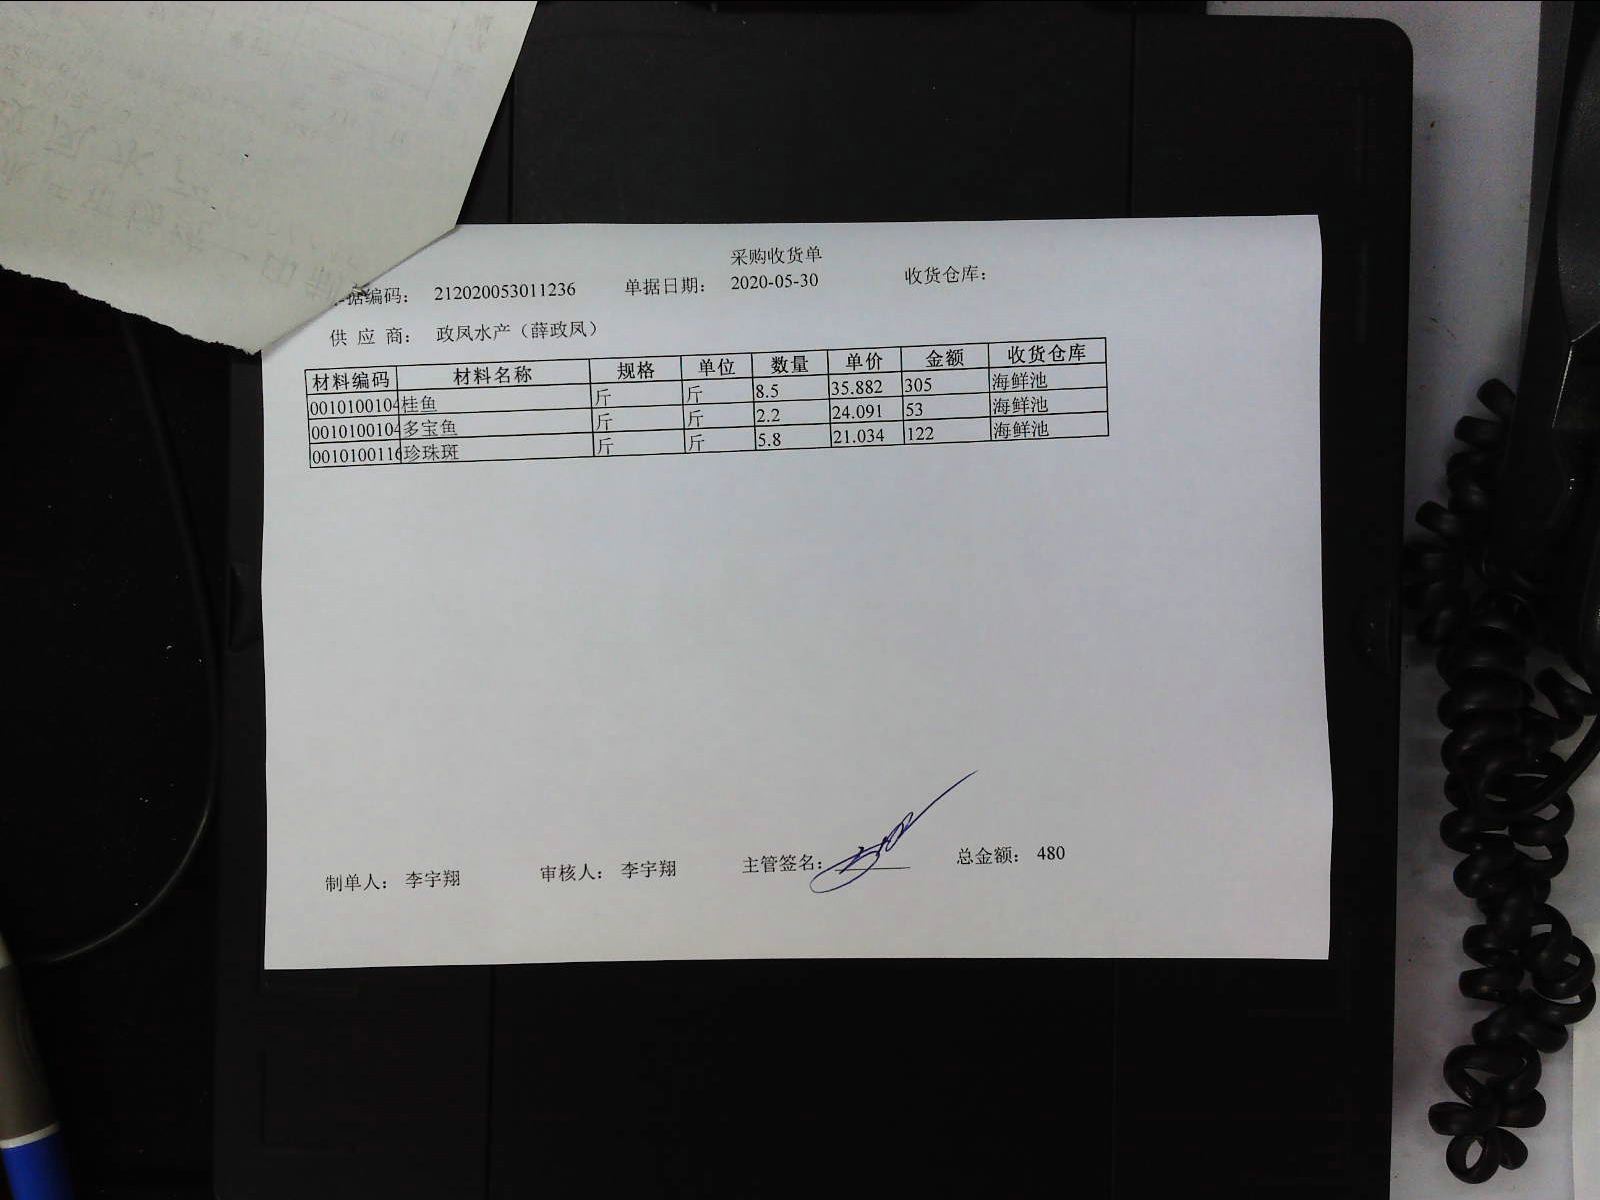 采购收货单
据编码： 212020053011236 单据日期： 2020-05-30 收货仓库：
供 应 商： 政凤水产（薛政凤）
材料编码 材料名称 规格 单位 数量 单价 金额 收货仓库
0010100104 桂鱼 斤 斤 8.5 35.882 305 海鲜池
0010100104 多宝鱼 斤 斤 2.2 24.091 53 海鲜池
0010100116 珍珠斑 斤 斤 5.8 21.034 122 海鲜池
制单人： 李宇翔 审核人： 李宇翔 主管签名： 总金额： 480